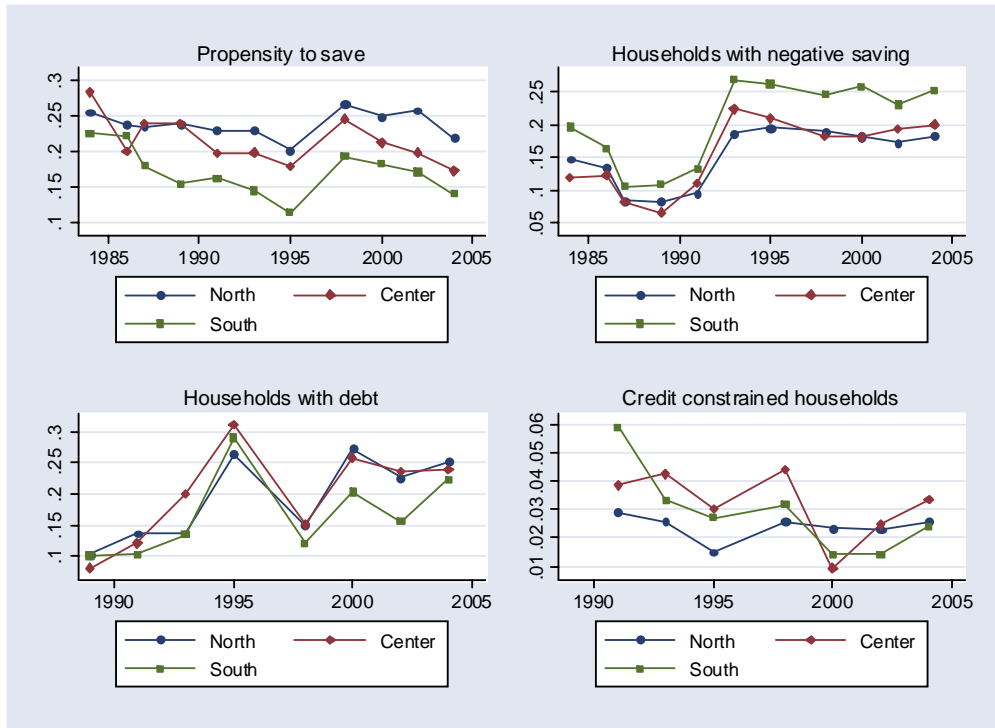 Propensity to save
.3
.25
.2
.15
.1
1985 1990 1995 2000 2005
North Center
South
Households with negative saving
.25
.2
.15
.1
.05
1985 1990 1995 2000 2005
North Center
South
Households with debt
.3
.25
.2
.15
.1
1990 1995 2000 2005
North Center
South
Credit constrained households
.06
.05
.04
.03
.02
.01
1990 1995 2000 2005
North Center
South